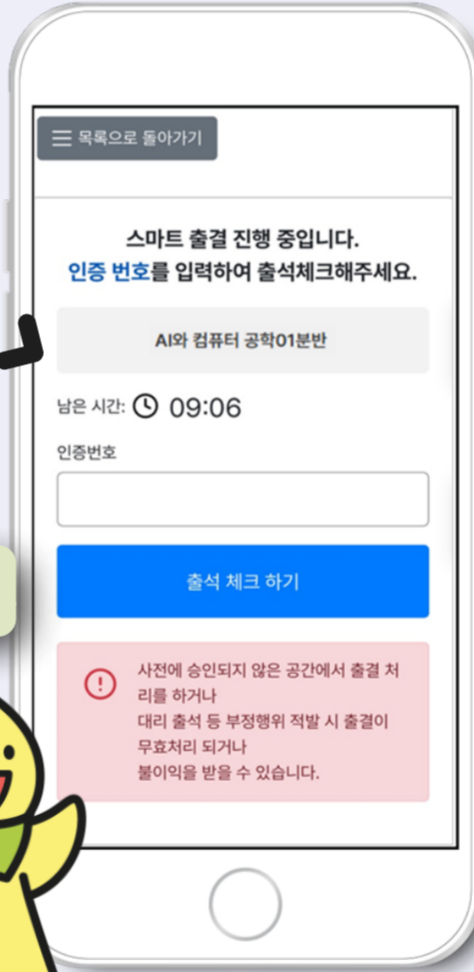 목록으로 돌아가기
스마트 출결 진행 중입니다.
인증 번호를 입력하여 출석체크해주세요.
AI와 컴퓨터 공학01분반
남은 시간: 09:06
인증번호
출석 체크 하기
사전에 승인되지 않은 공간에서 출결 처
리를 하거나
대리 출석 등 부정행위 적발 시 출결이
무효처리 되거나
불이익을 받을 수 있습니다.